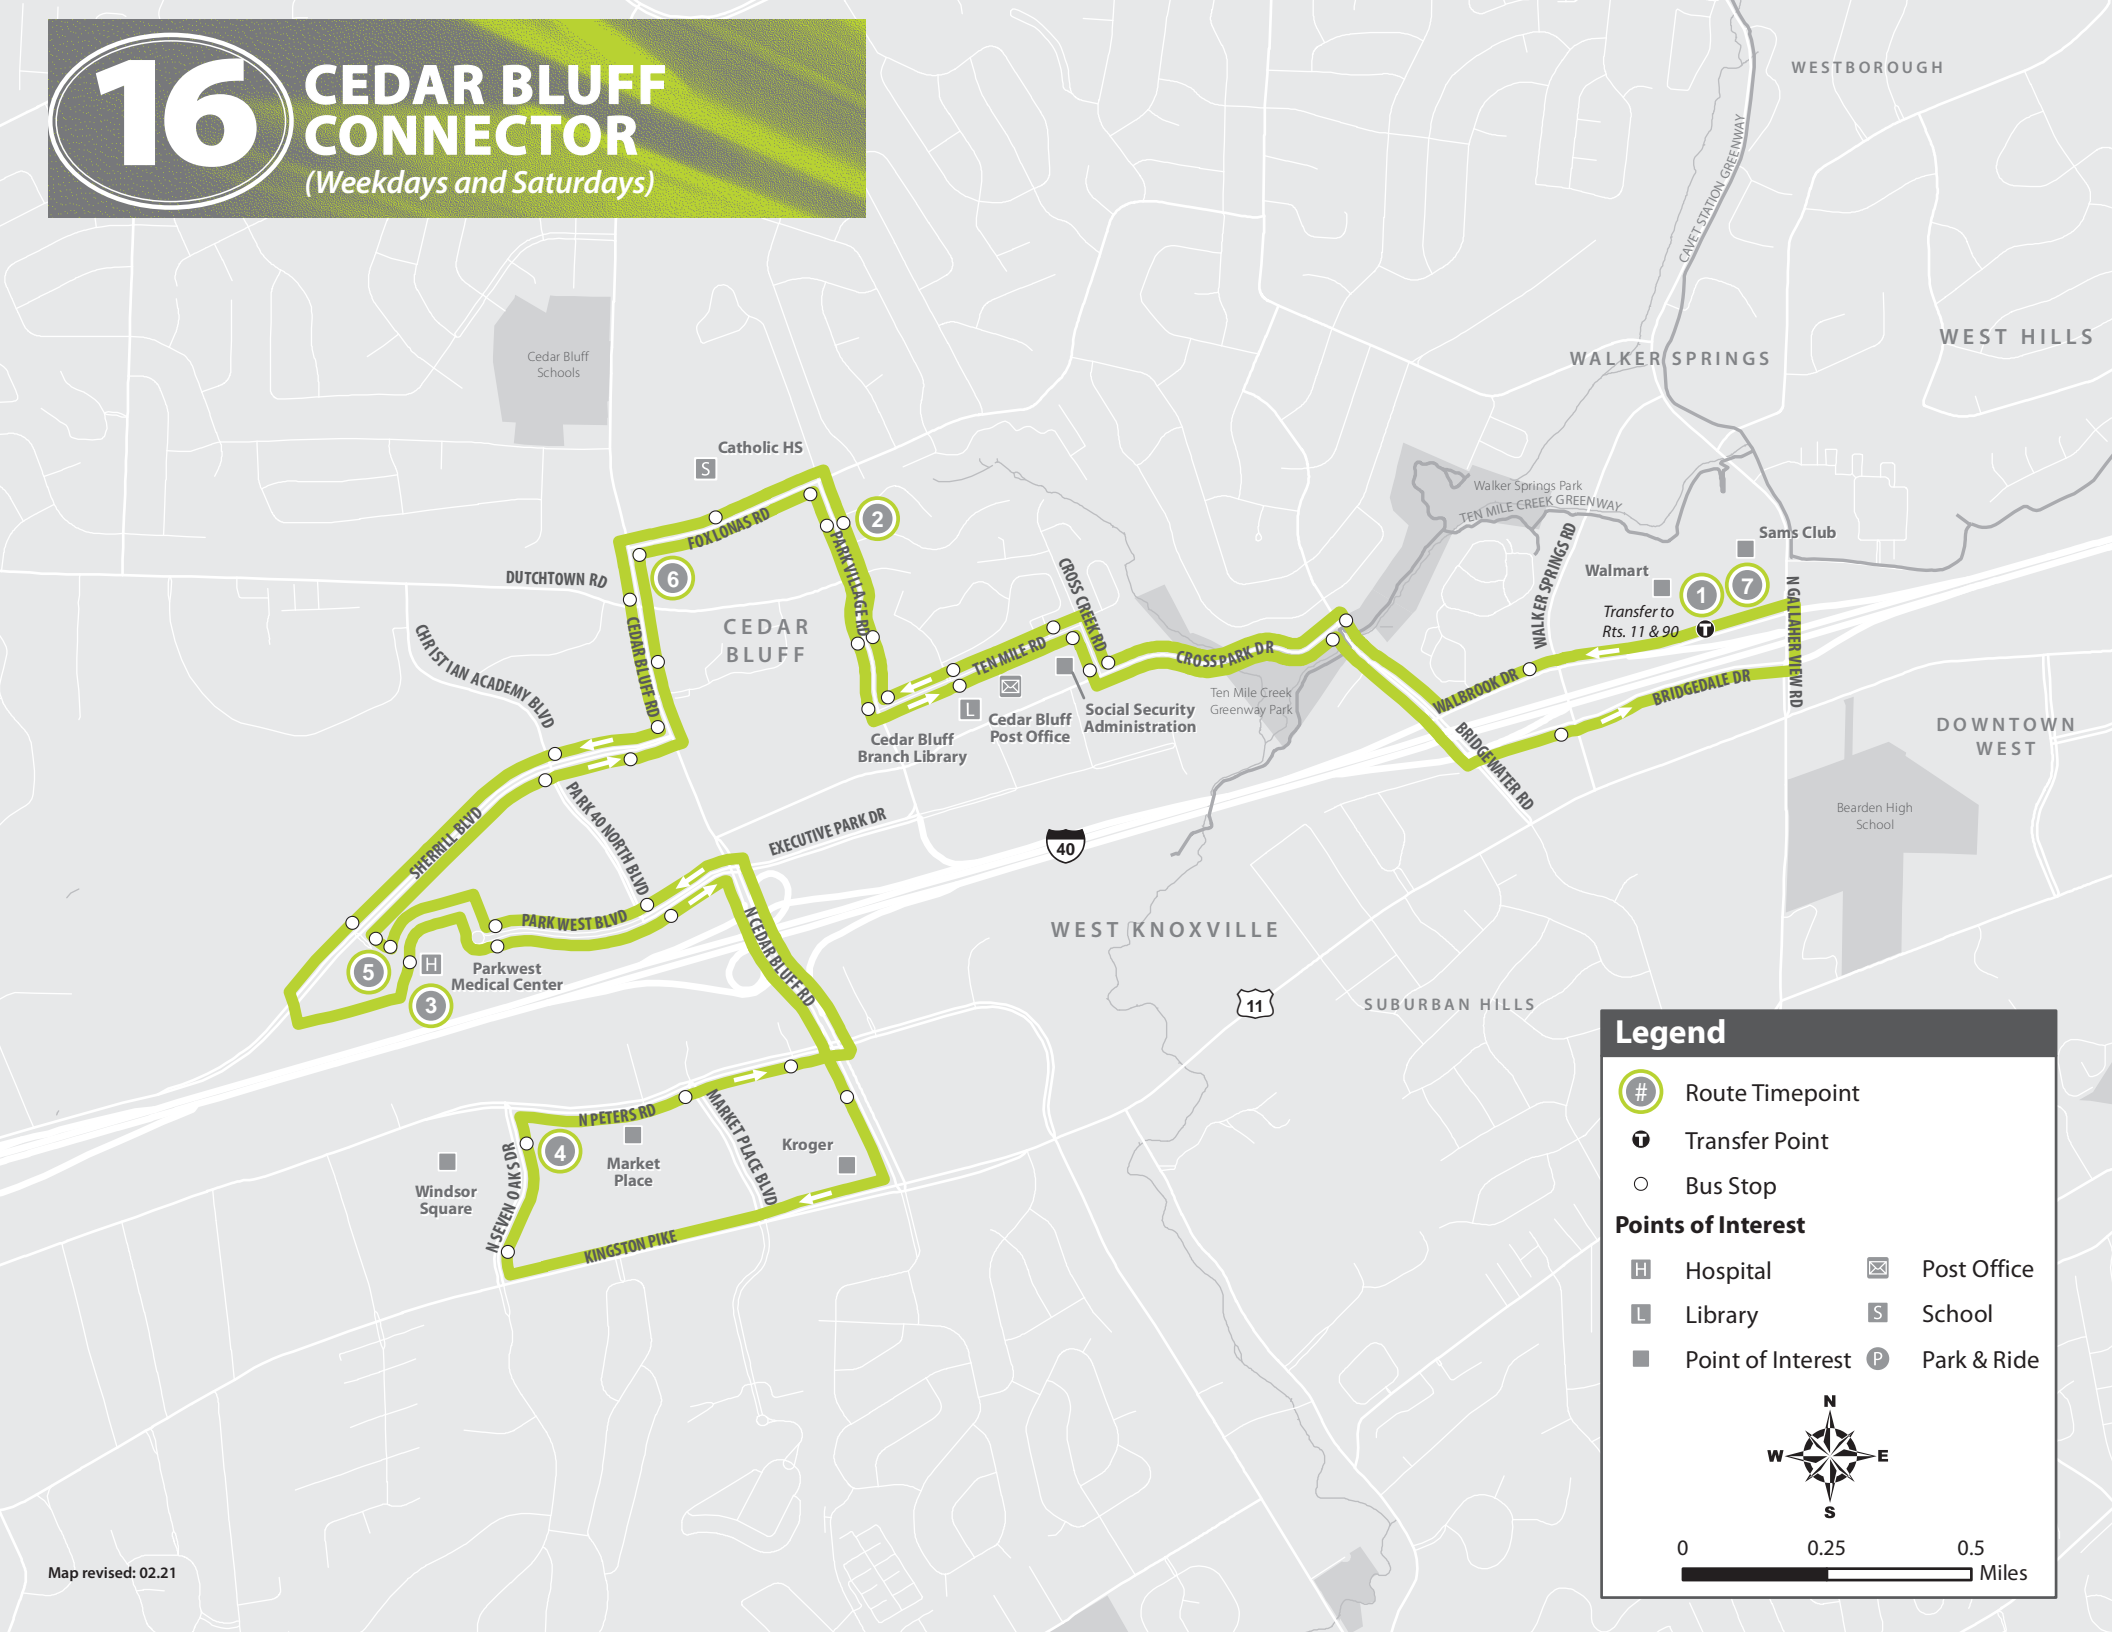 16
CEDAR BLUFF
CONNECTOR
(Weekdays and Saturdays)
WESTBOROUGH
CAVET STATION GREENWAY
WEST HILLS
WALKER SPRINGS
Cedar Bluff
Schools
Catholic HS
S
Walker Springs Park
TEN MILE CREEK GREENWAY
2
FOX LONAS RD
PARK VILLAGE RD
WALKER SPRINGS RD
Sams Club
Walmart
1
7
Transfer to
Rts. 11 & 90
T
N GALLAHER VIEW RD
DUTCHTOWN RD
6
CEDAR BLUFF RD
CEDAR
BLUFF
CROSS CREEK RD
TEN MILE RD
CROSS PARK DR
CHRISTIAN ACADEMY BLVD
Ten Mile Creek
Greenway Park
WALBROOK DR
BRIDGEDALE DR
BRIDGEWATER RD
L
Cedar Bluff
Post Office
Social Security
Administration
Cedar Bluff
Branch Library
DOWNTOWN
WEST
Bearden High
School
SHERRILL BLVD
PARK 40 NORTH BLVD
EXECUTIVE PARK DR
40
PARK WEST BLVD
N CEDAR BLUFF RD
WEST KNOXVILLE
5
H
Parkwest
Medical Center
3
11
SUBURBAN HILLS
N PETERS RD
MARKET PLACE BLVD
Kroger
4
Market
Place
Windsor
Square
N SEVEN OAKS DR
KINGSTON PIKE
Legend
# Route Timepoint
T Transfer Point
Bus Stop
Points of Interest
H Hospital
Post Office
L Library
S School
Point of Interest
P Park & Ride
N
W E
S
0 0.25 0.5
Miles
Map revised: 02.21